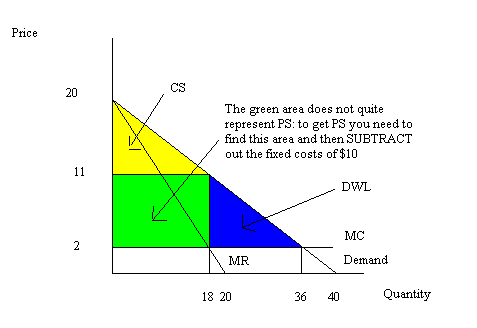 Price
20
CS
The green area does not quite
represent PS: to get PS you need to
find this area and then SUBTRACT
out the fixed costs of $10
11
DWL
2
MC
MR
Demand
18 20 36 40 Quantity